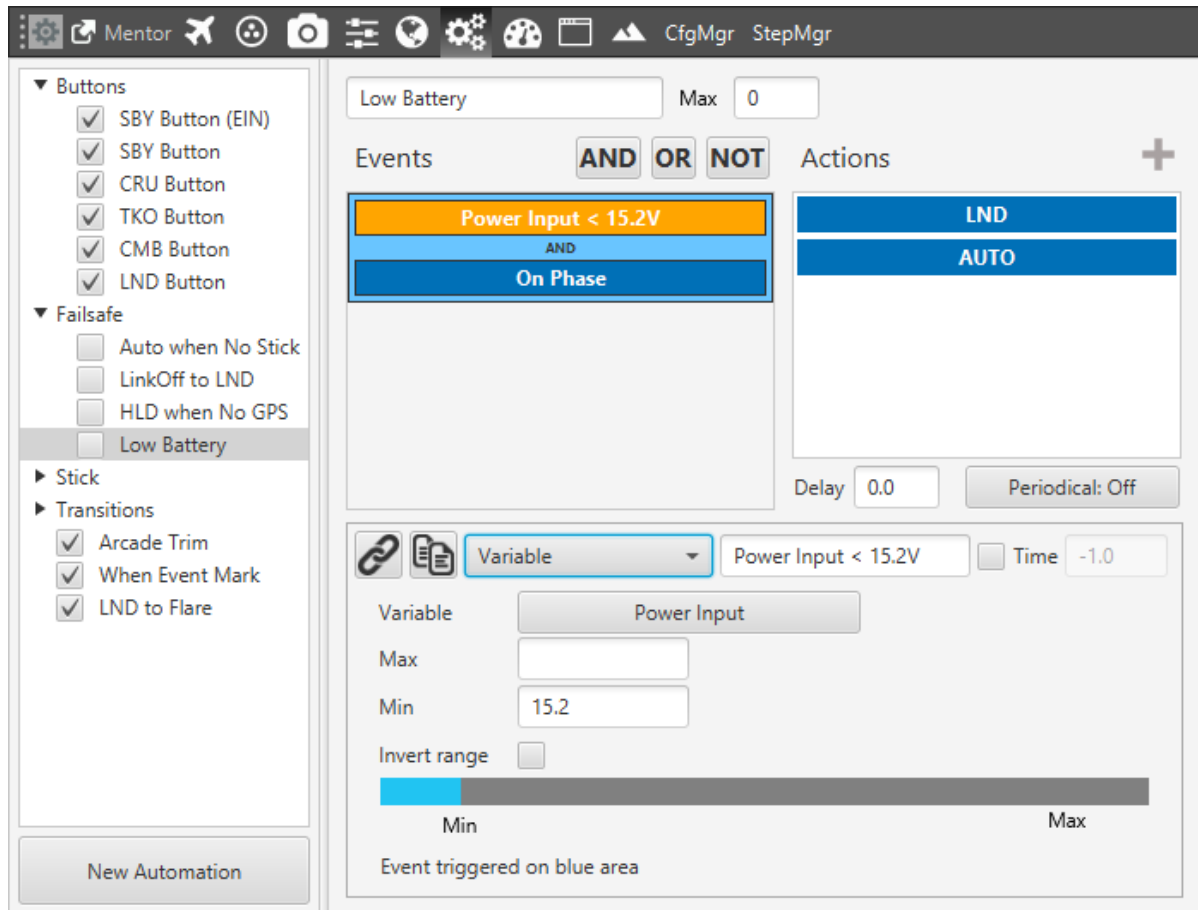 Mentor CfgMgr StepMgr
Buttons
SBY Button (EIN)
SBY Button
CRU Button
TKO Button
CMB Button
LND Button
Failsafe
Auto when No Stick
LinkOff to LND
HLD when No GPS
Low Battery
Stick
Transitions
Arcade Trim
When Event Mark
LND to Flare
New Automation
Low Battery Max 0
Events AND OR NOT Actions
Power Input < 15.2V
AND
On Phase
LND
AUTO
Delay 0.0 Periodical: Off
Variable Power Input < 15.2V Time -1.0
Variable Power Input
Max
Min 15.2
Invert range
Min Max
Event triggered on blue area